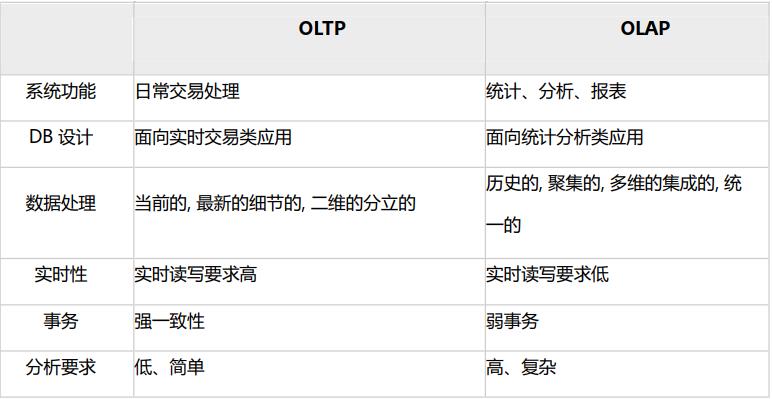 OLTP OLAP
系统功能 日常交易处理 统计、分析、报表
DB 设计 面向实时交易类应用 面向统计分析类应用
数据处理 当前的, 最新的细节的, 二维的分立的 历史的, 聚集的, 多维的集成的, 统
一的
实时性 实时读写要求高 实时读写要求低
事务 强一致性 弱事务
分析要求 低、简单 高、复杂